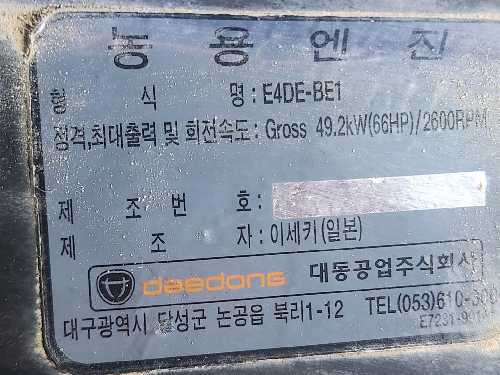 농 용 엔 진
형 식 명 : E4DE-BE1
정격,최대출력 및 회전속도 : Gross 49.2kW(66HP)/2600RPM
제 조 번 호 :
제 조 자 : 이세키(일본)
daedong 대동공업주식회사
대구광역시 달성군 논공읍 북리1-12 TEL(053)610-